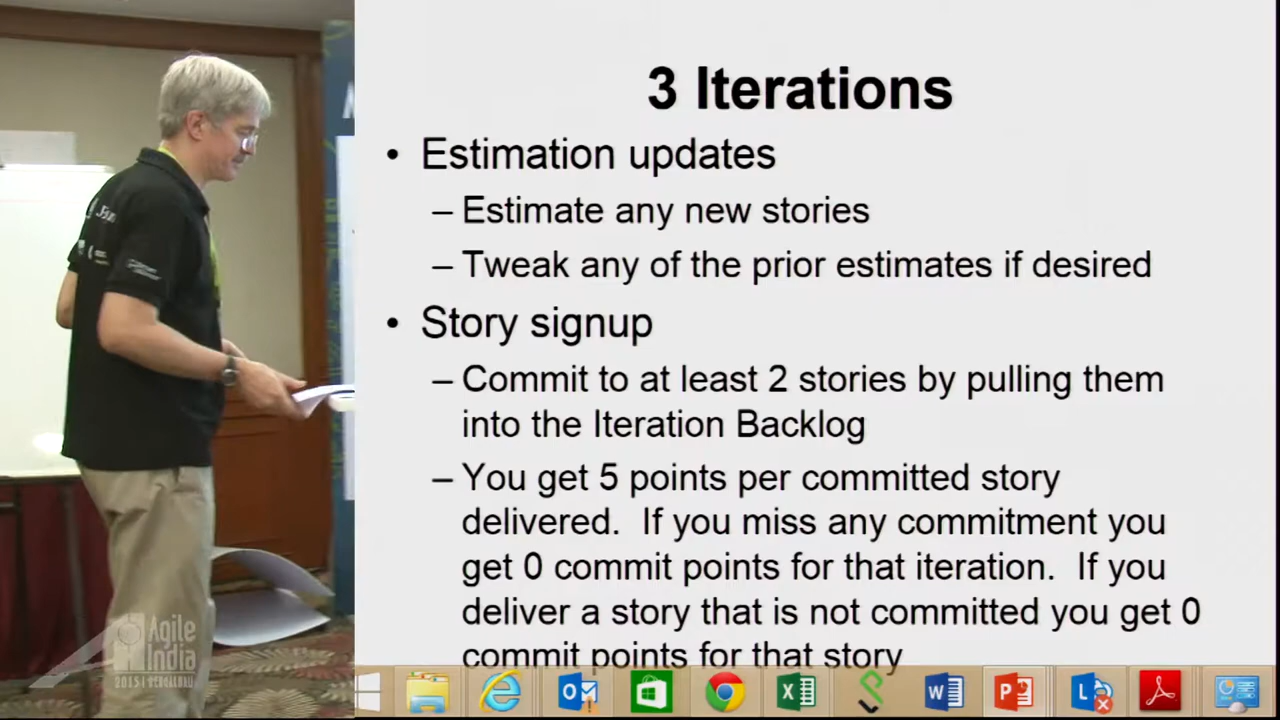 3 Iterations
• Estimation updates
– Estimate any new stories
– Tweak any of the prior estimates if desired
• Story signup
– Commit to at least 2 stories by pulling them
into the Iteration Backlog
– You get 5 points per committed story
delivered.  If you miss any commitment you
get 0 commit points for that iteration.  If you
deliver a story that is not committed you get 0
commit points for that story
Agile
India